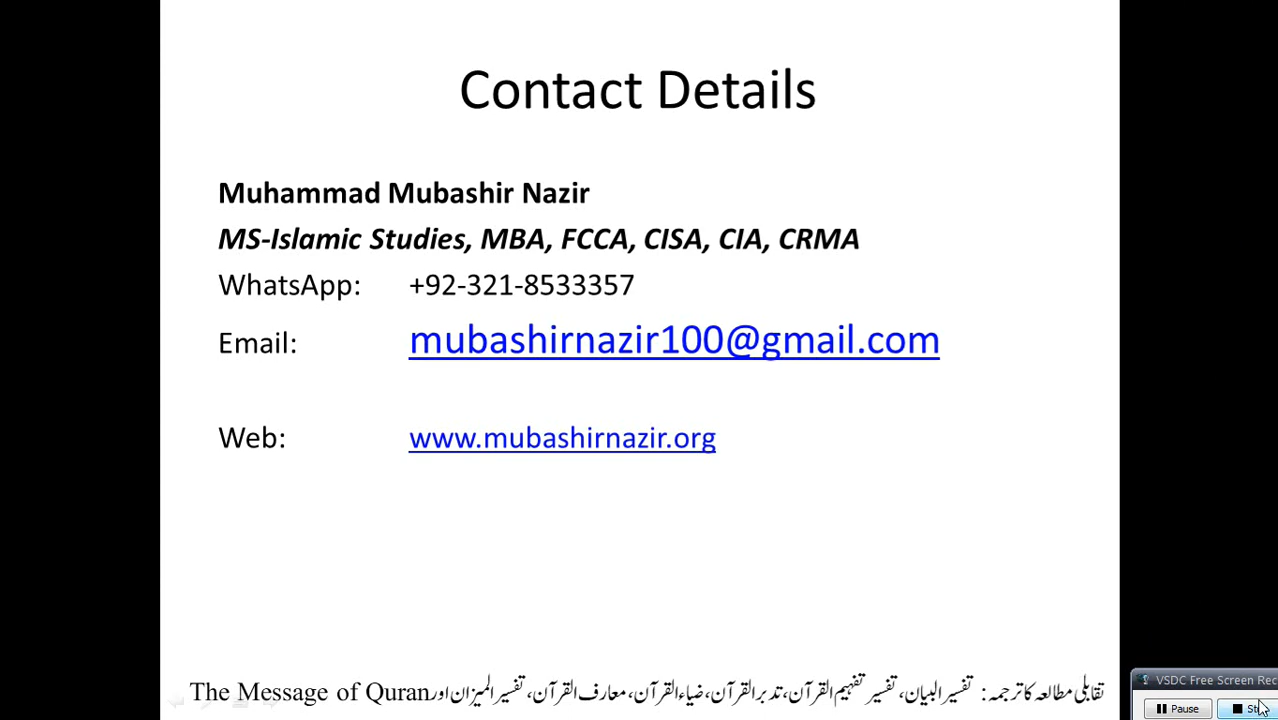 Contact Details
Muhammad Mubashir Nazir
MS-Islamic Studies, MBA, FCCA, CISA, CIA, CRMA
WhatsApp: +92-321-8533357
Email: mubashirnazir100@gmail.com
Web: www.mubashirnazir.org
تقابلی مطالعہ کا ترجمہ: تفسیر البیان، تفسیر تفہیم القرآن، تدبر القرآن، ضیاء القرآن، معارف القرآن، تفسیر المیزان اور The Message of Quran
VSDC Free Screen Rec
Pause